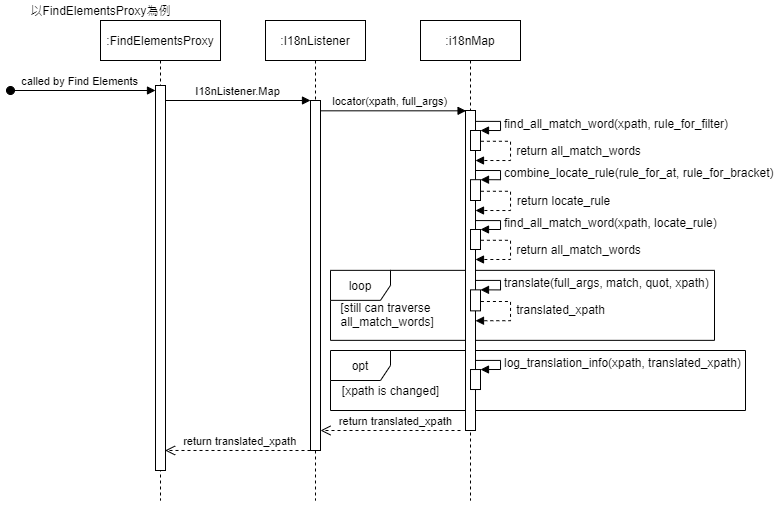 以FindElementsProxy為例
:FindElementsProxy
:I18nListener
:i18nMap
called by Find Elements
I18nListener.Map
locator(xpath, full_args)
find_all_match_word(xpath, rule_for_filter)
return all_match_words
combine_locate_rule(rule_for_at, rule_for_bracket)
return locate_rule
find_all_match_word(xpath, locate_rule)
return all_match_words
loop
translate(full_args, match, quot, xpath)
[still can traverse
all_match_words]
translated_xpath
opt
log_translation_info(xpath, translated_xpath)
[xpath is changed]
return translated_xpath
return translated_xpath